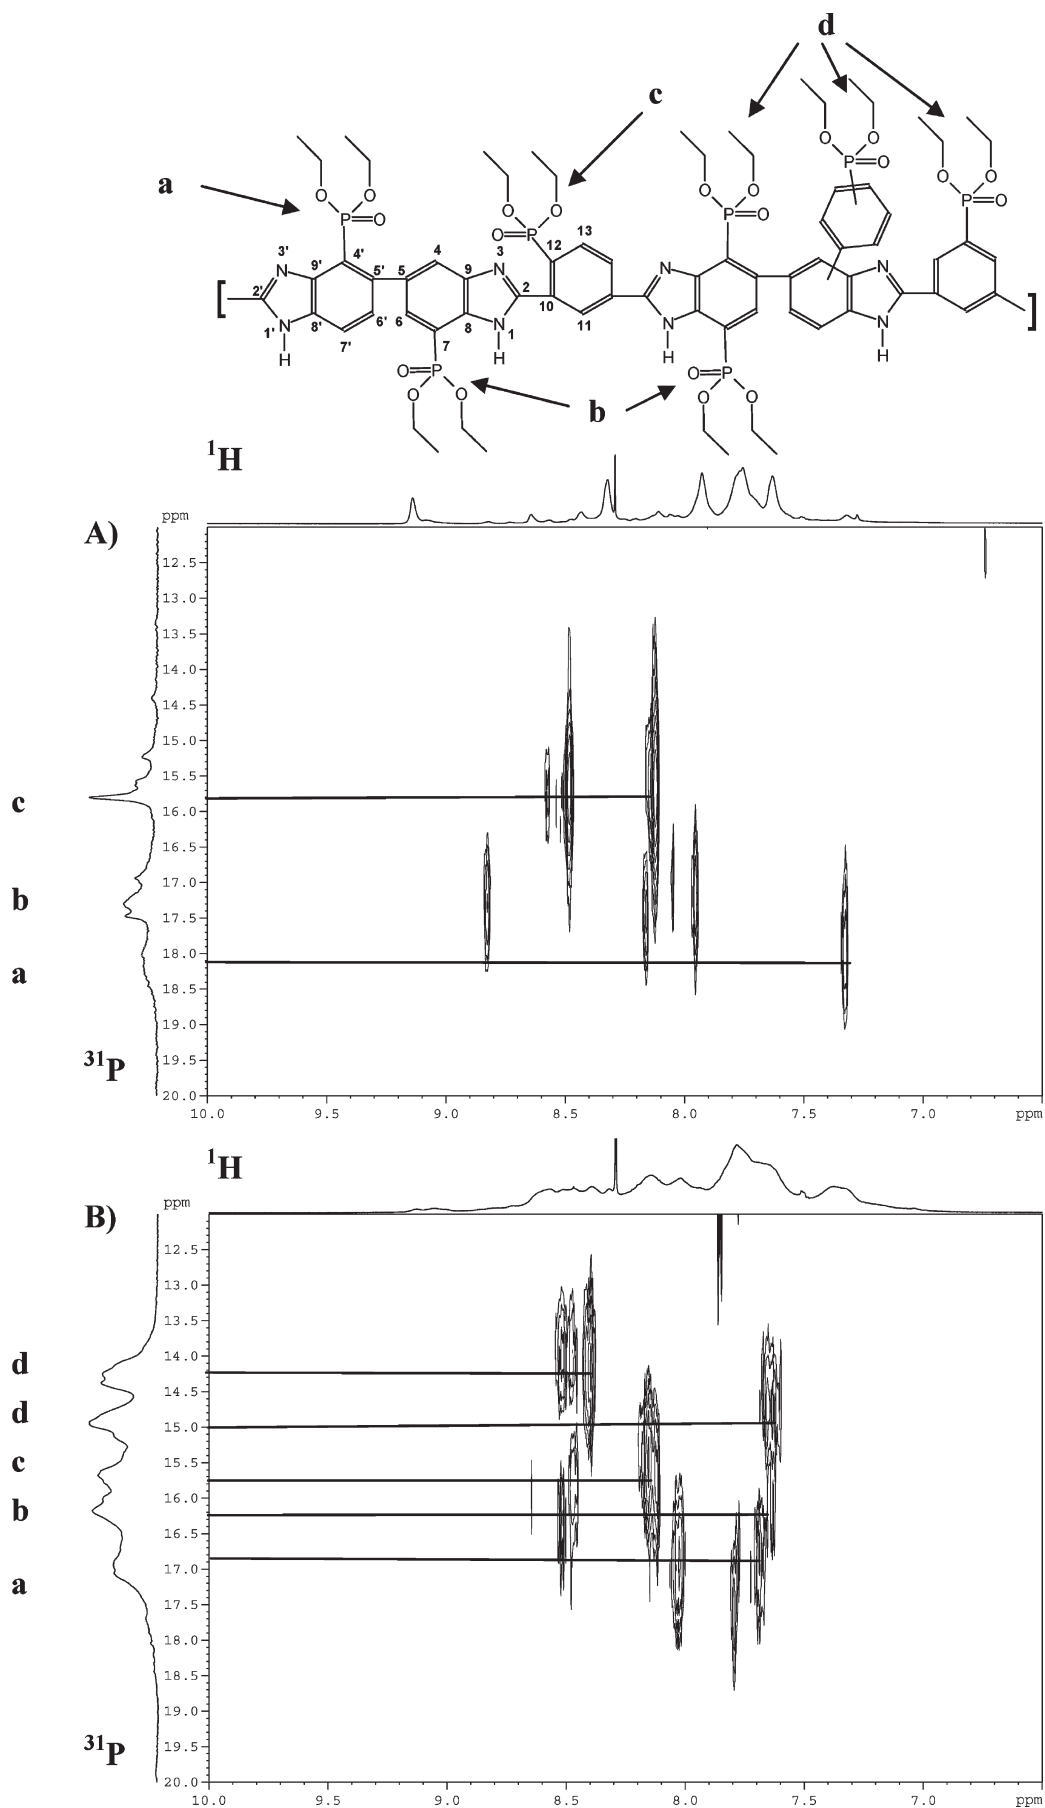 d
c
a
O O O O O O
P=O O=P P=O P=O P=O
3' 4' 4 3 12 13
N 9' 5' 5 9 N N N
[ 2' 2 10 ]
1' N 8' 6' 6 8 N 1 11 N N
H 7' 7 H H H
O=P O=P
O O O O
b
1H
A)
ppm
12.5
13.0
13.5
14.0
14.5
15.0
15.5
c
16.0
16.5
17.0
b
17.5
18.0
a
18.5
19.0
31P
19.5
20.0
10.0 9.5 9.0 8.5 8.0 7.5 7.0 ppm
1H
B)
ppm
12.5
13.0
13.5
d
14.0
14.5
d
15.0
c
15.5
16.0
b
16.5
17.0
a
17.5
18.0
18.5
19.0
31P
19.5
20.0
10.0 9.5 9.0 8.5 8.0 7.5 7.0 ppm